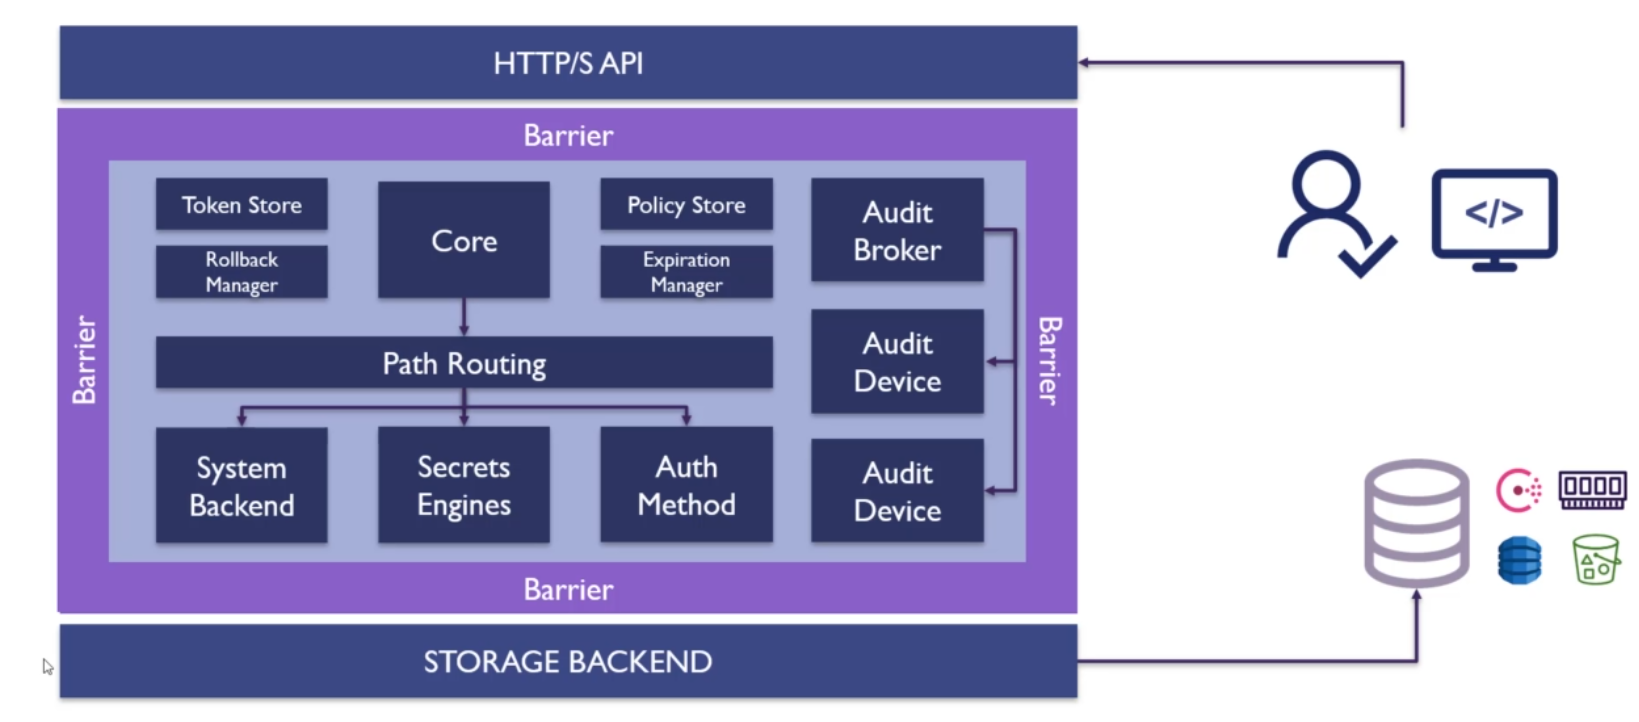 HTTP/S API
Barrier
Token Store
Core
Policy Store
Audit
Broker
Rollback
Manager
Expiration
Manager
Barrier
Barrier
Path Routing
Audit
Device
System
Backend
Secrets
Engines
Auth
Method
Audit
Device
Barrier
STORAGE BACKEND
</>